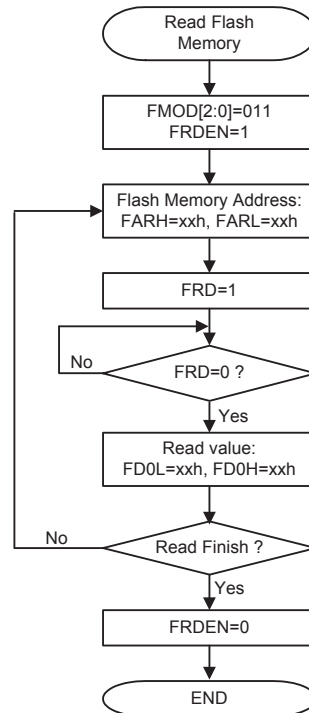 Read Flash
Memory
FMOD[2:0]=011
FRDEN=1
Flash Memory Address:
FARH=xxh, FARL=xxh
FRD=1
No
FRD=0 ?
Yes
Read value:
FD0L=xxh, FD0H=xxh
No
Read Finish ?
Yes
FRDEN=0
END